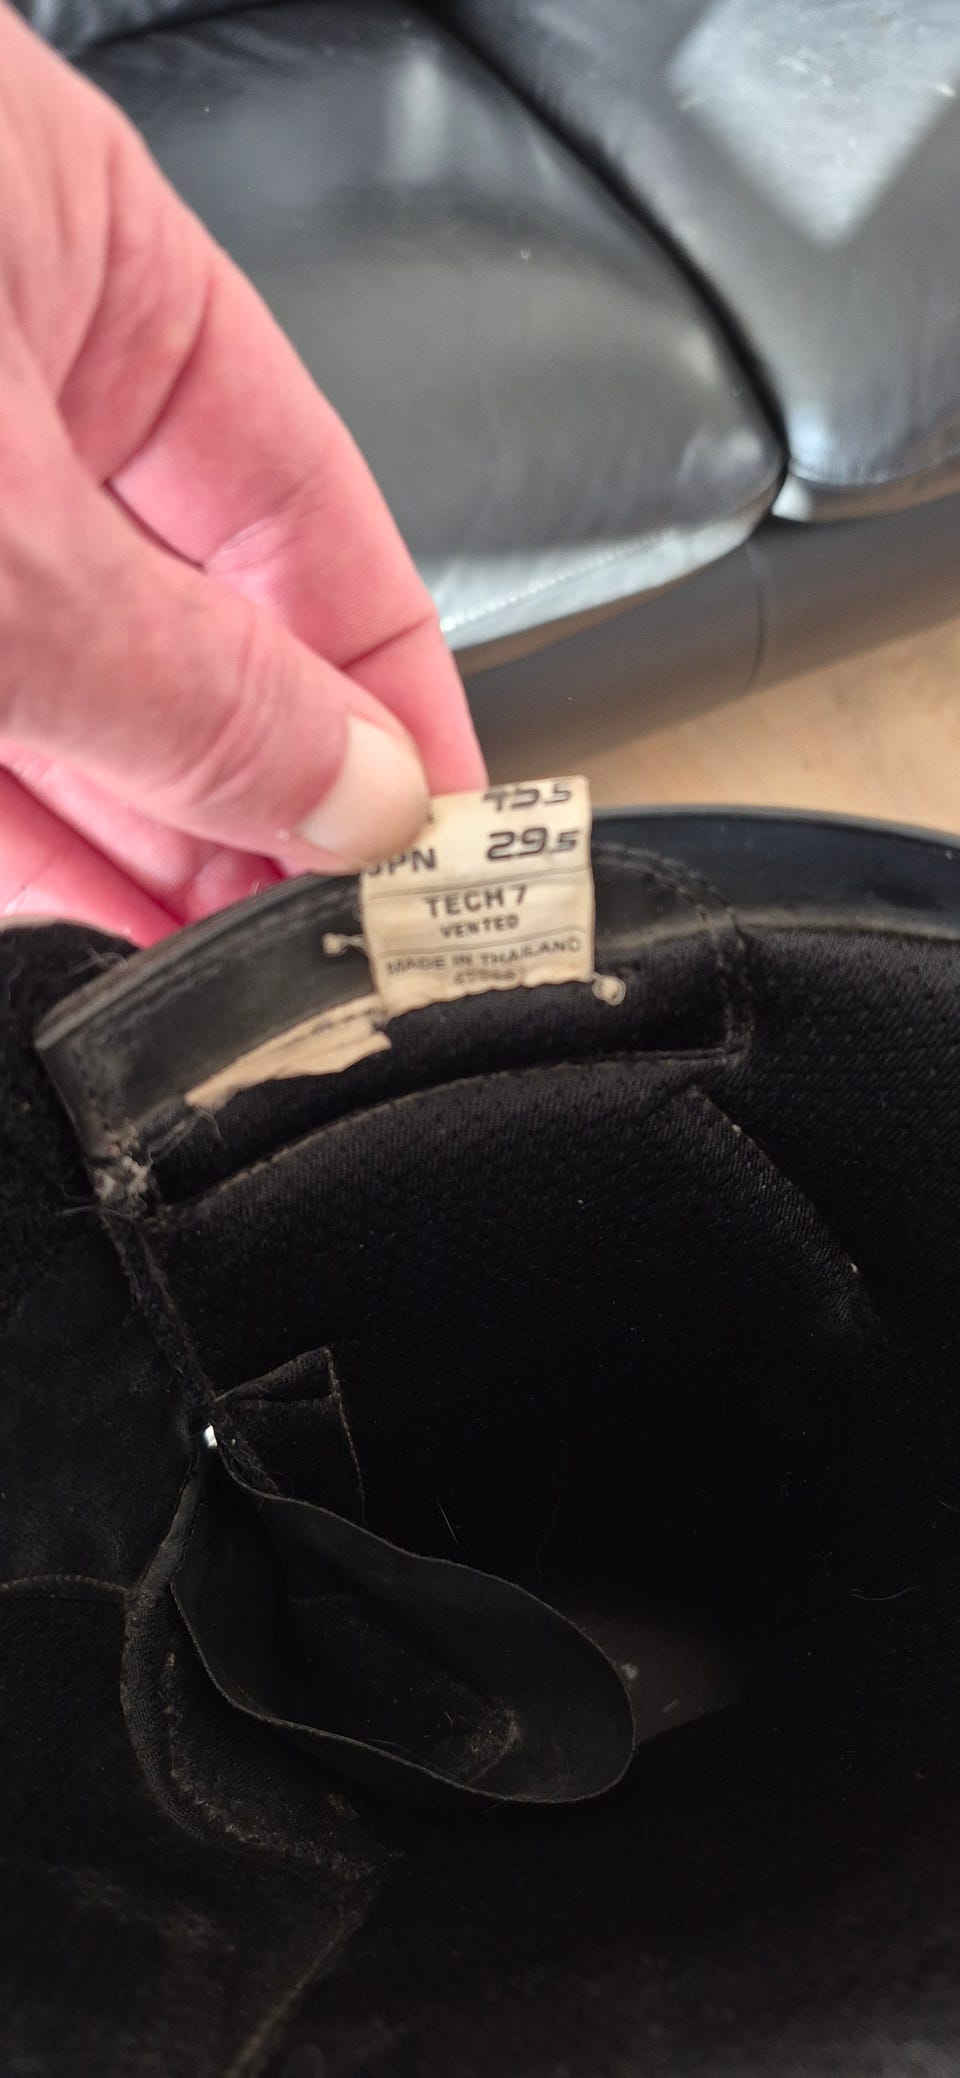 45.5
JPN 29.5
TECH 7
VENTED
MADE IN THAILAND